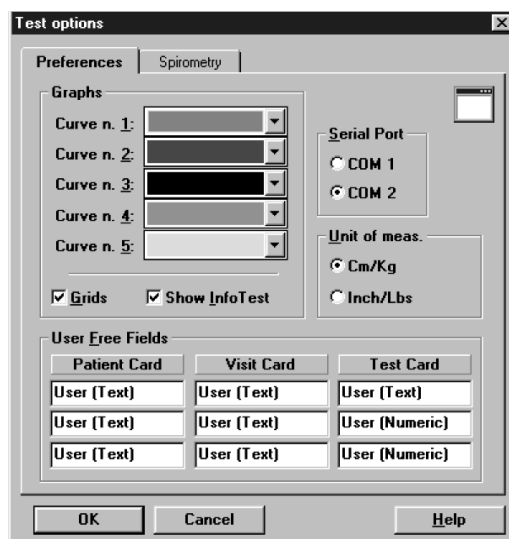 Test options
Preferences Spirometry
Graphs
Curve n. 1:
Curve n. 2:
Curve n. 3:
Curve n. 4:
Curve n. 5:
Grids Show InfoTest
Serial Port
COM 1
COM 2
Unit of meas.
Cm/Kg
Inch/Lbs
User Free Fields
Patient Card Visit Card Test Card
User (Text) User (Text) User (Text)
User (Text) User (Text) User (Numeric)
User (Text) User (Text) User (Numeric)
OK Cancel Help